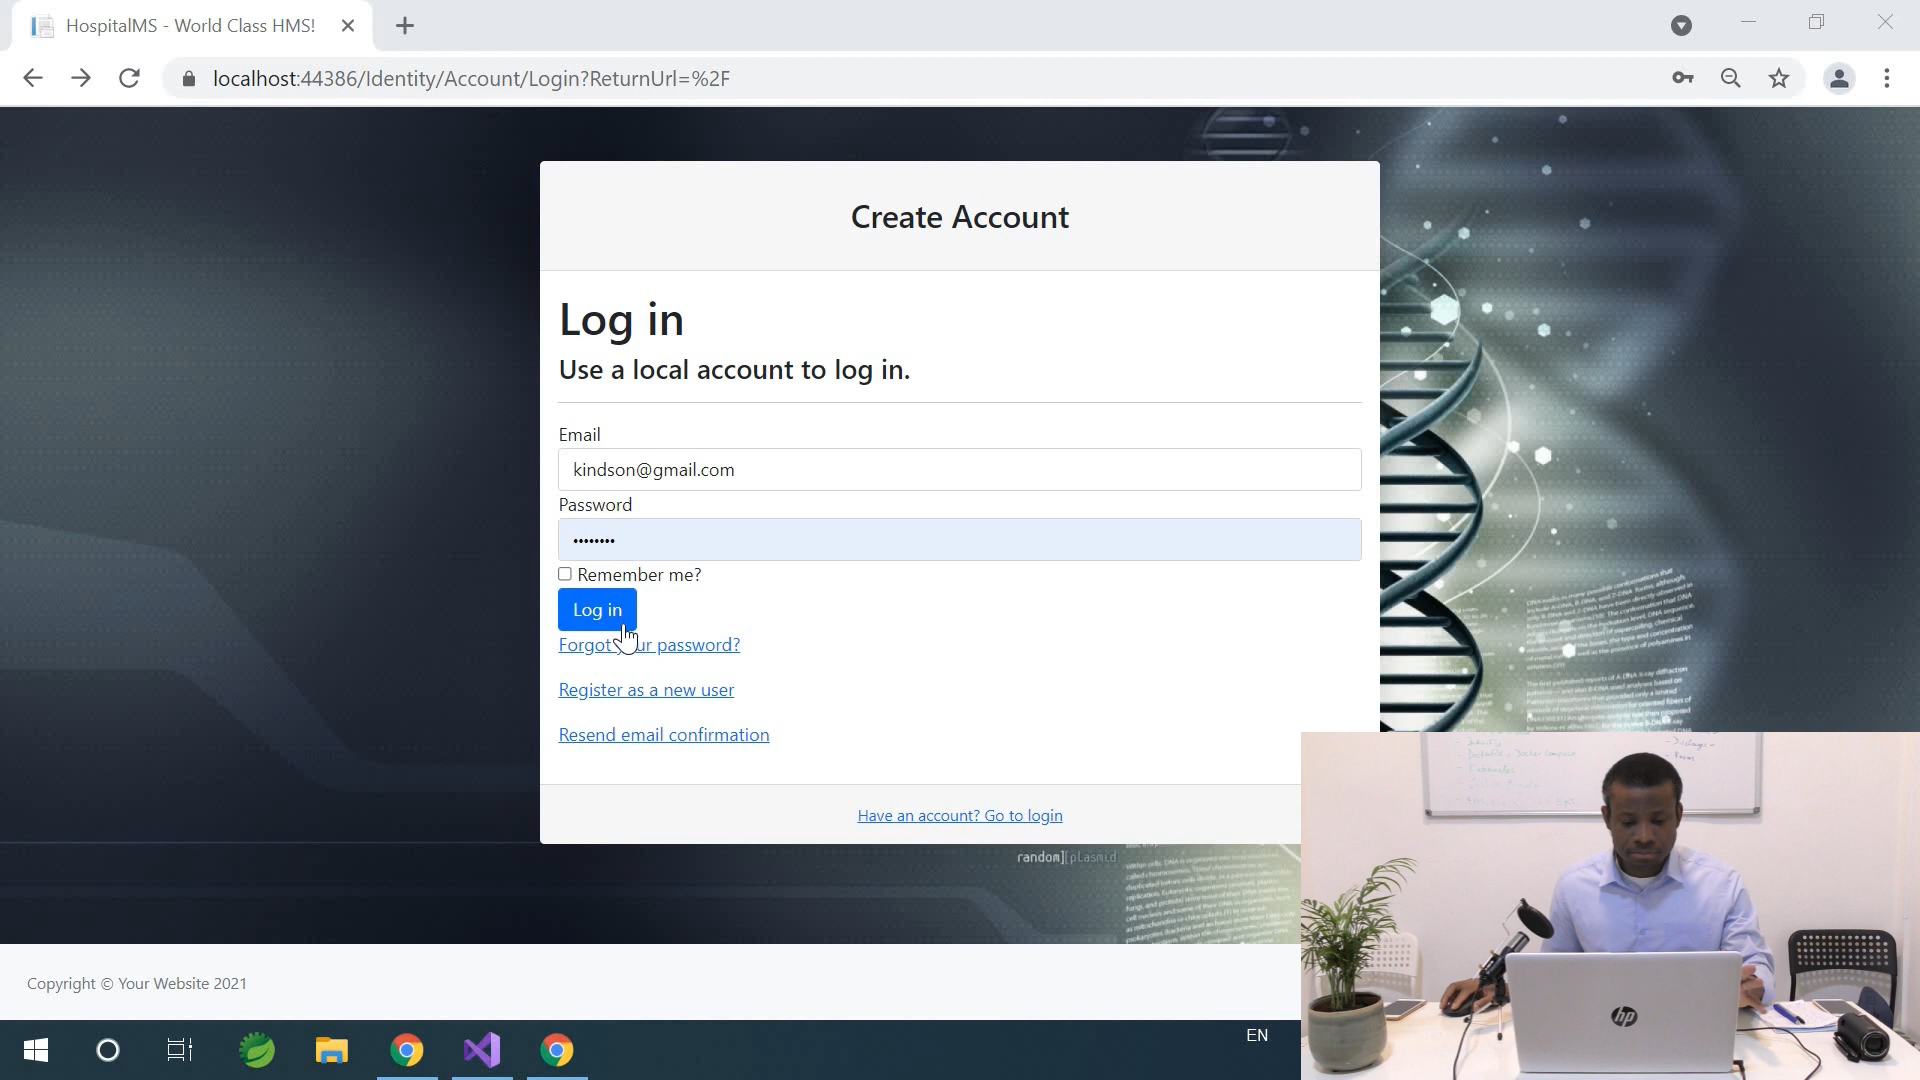 HospitalMS - World Class HMS!
localhost:44386/Identity/Account/Login?ReturnUrl=%2F
Create Account
Log in
Use a local account to log in.
Email
kindson@gmail.com
Password
••••••••
Remember me?
Log in
Forgot your password?
Register as a new user
Resend email confirmation
Have an account? Go to login
random][plasmid
Copyright © Your Website 2021
EN
hp